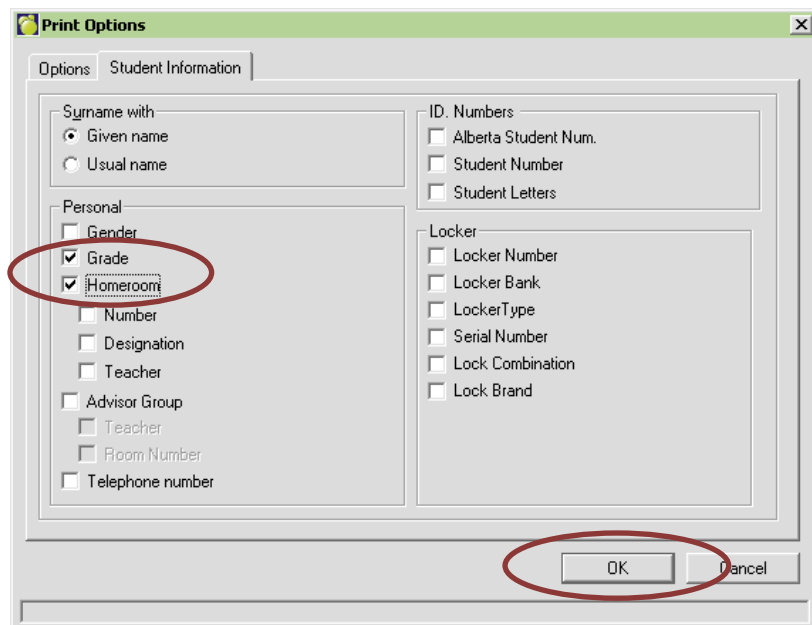 Print Options
Options
Student Information
Surname with
Given name
Usual name
Personal
Gender
Grade
Homeroom
Number
Designation
Teacher
Advisor Group
Teacher
Room Number
Telephone number
ID. Numbers
Alberta Student Num.
Student Number
Student Letters
Locker
Locker Number
Locker Bank
LockerType
Serial Number
Lock Combination
Lock Brand
OK
Cancel